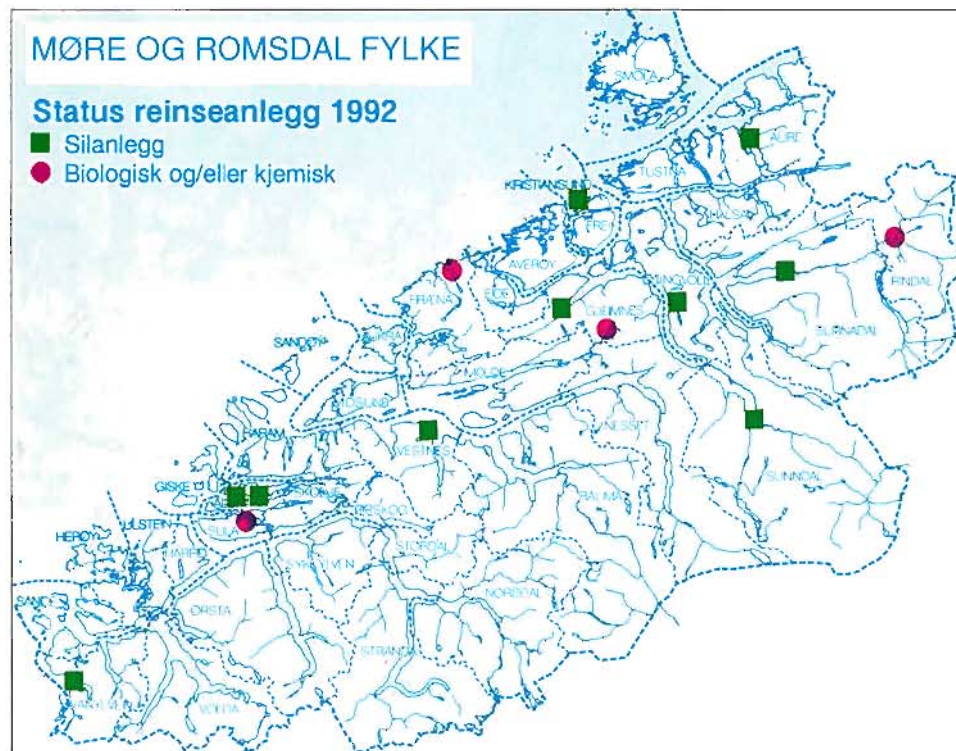 MØRE OG ROMSDAL FYLKE
Status reinseanlegg 1992
Silanlegg
Biologisk og/eller kjemisk
SMØLA
AURE
TUSTNA
KRISTIANSUND
HALSA
FREI
AVERØY
RINDAL
TINGVOLL
EIDE
FRÆNA
GJEMNES
SURNADAL
SANDØY
AUKRA
MOLDE
MIDSUND
HARAM
VESTNES
NESSET
SUNNDAL
RAUMA
GISKE
SKODJE
ØRSKOG
ULSTEIN
SULA
HERØY
HAREID
STORDAL
SYKKYLVEN
SANDE
ØRSTA
NORDDAL
STRANDA
VANYLVEN
VOLDA